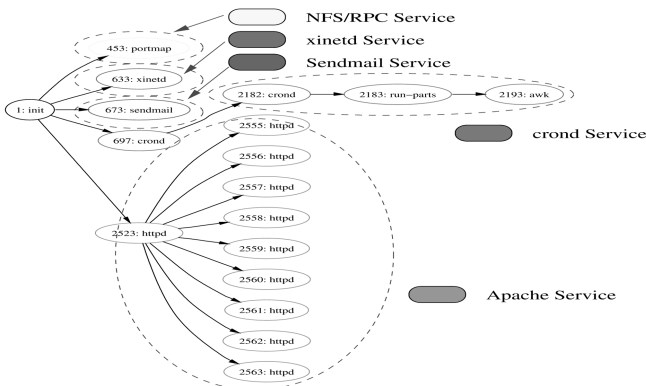 NFS/RPC Service
453: portmap
xinetd Service
633: xinetd
Sendmail Service
2182: crond
2183: run−parts
2193: awk
1: init
673: sendmail
2555: httpd
crond Service
697: crond
2556: httpd
2557: httpd
2558: httpd
2523: httpd
2559: httpd
2560: httpd
Apache Service
2561: httpd
2562: httpd
2563: httpd